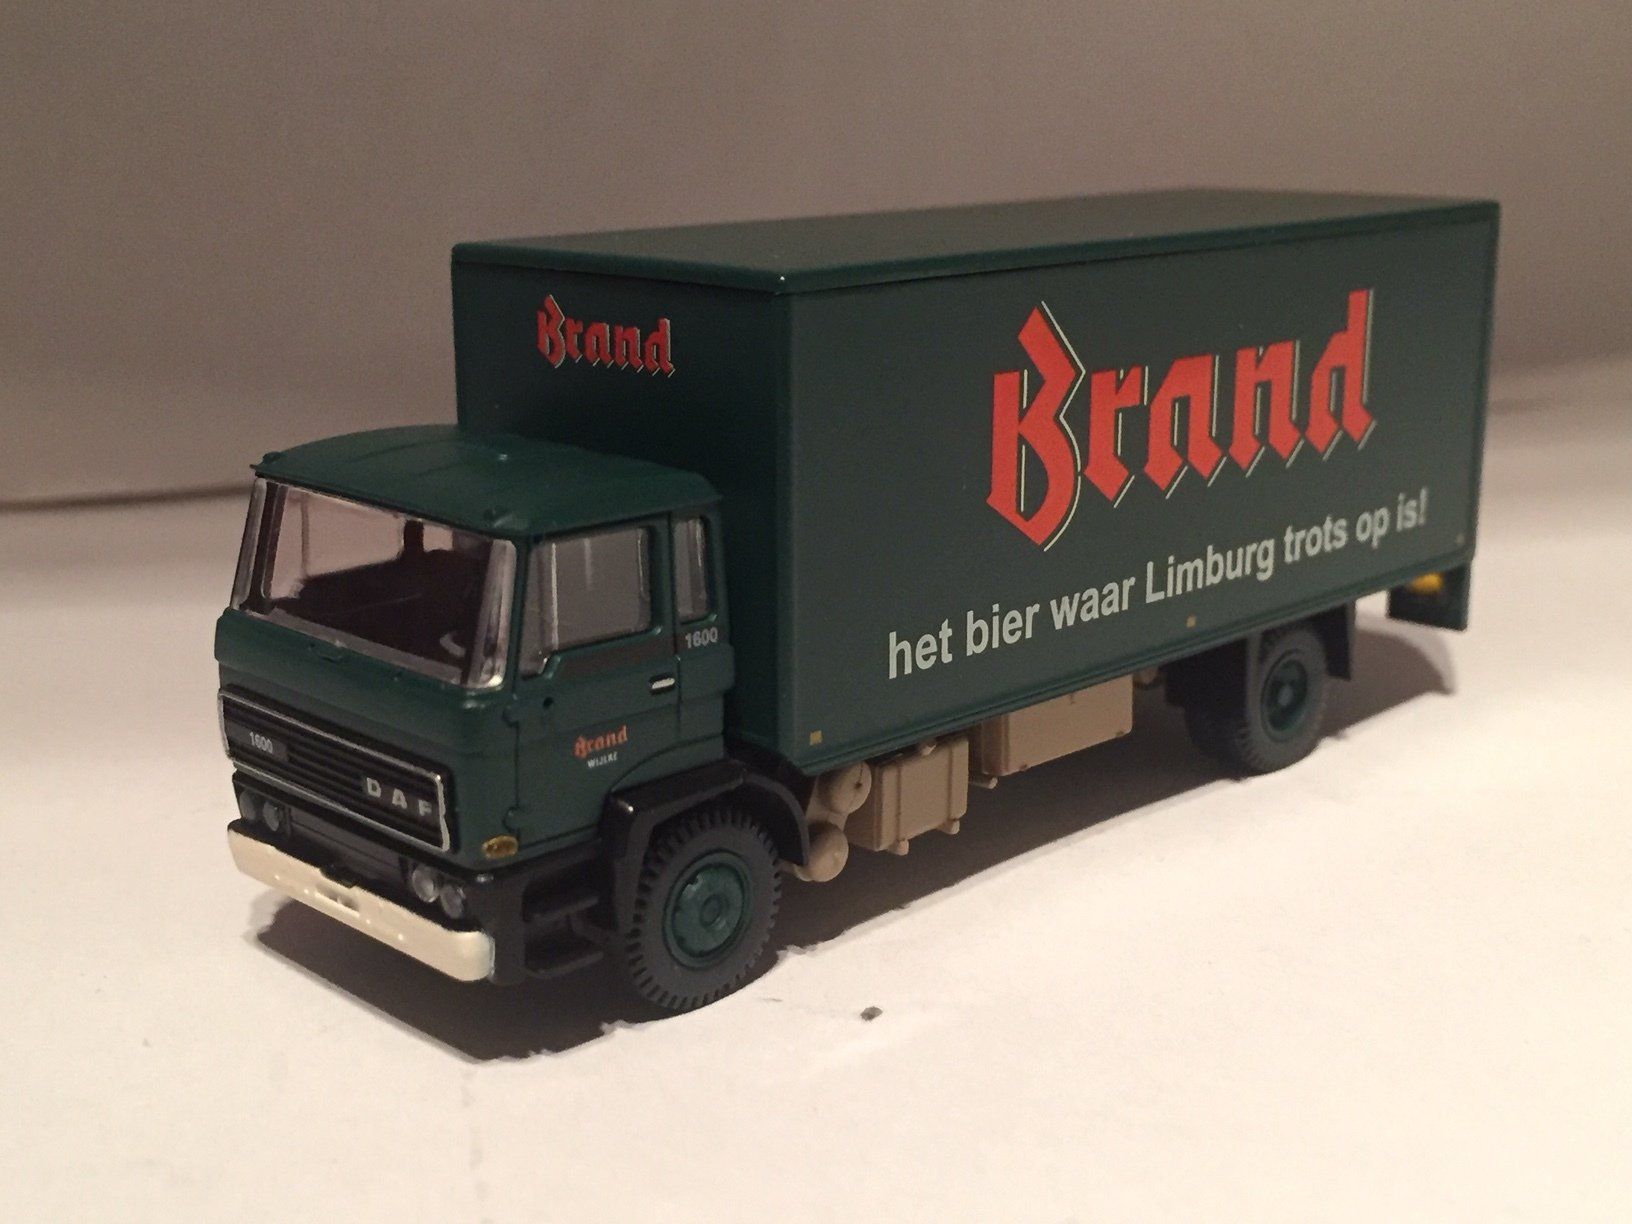 Brand
Brand
het bier waar Limburg trots op is!
1600
1600
DAF
Brand
WIJLRE